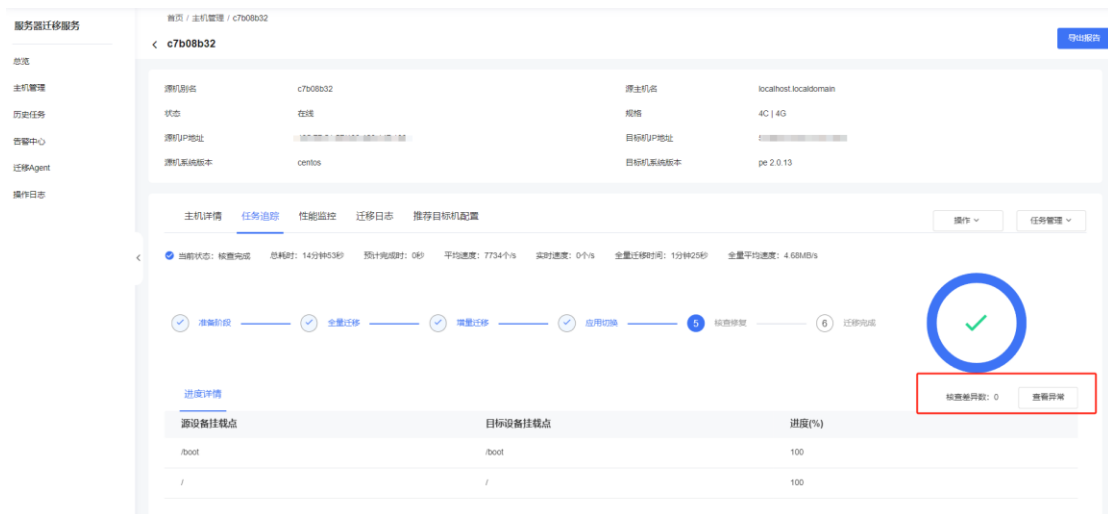 服务器迁移服务
总览
主机管理
历史任务
告警中心
迁移Agent
操作日志
首页 / 主机管理 / c7b08b32
c7b08b32
导出报告
源机别名 c7b08b32 源主机名 localhost.localdomain
状态 在线 规格 4C | 4G
源机IP地址 目标机IP地址
源机系统版本 centos 目标机系统版本 pe 2.0.13
主机详情 任务追踪 性能监控 迁移日志 推荐目标机配置 操作 任务管理
当前状态：核查完成 总耗时：14分钟53秒 预计完成时：0秒 平均速度：7734个/s 实时速度：0个/s 全量迁移时间：1分钟25秒 全量平均速度：4.68MB/s
准备阶段 全量迁移 增量迁移 应用切换 5 核查修复 6 迁移完成
进度详情 核查差异数：0 查看异常
源设备挂载点 目标设备挂载点 进度(%)
/boot /boot 100
/ / 100